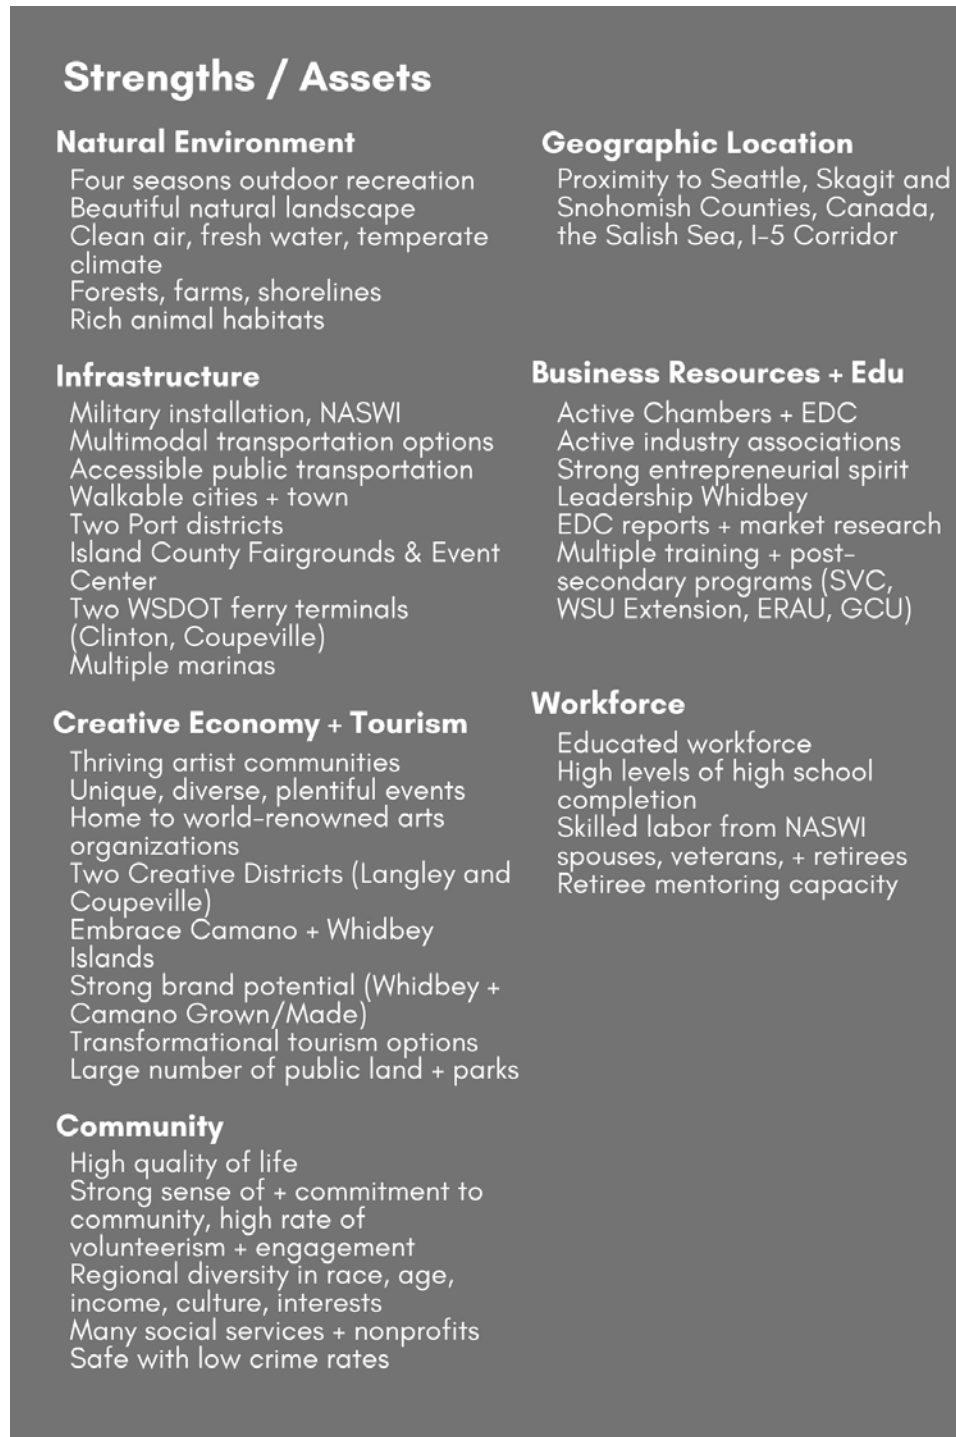 Strengths / Assets
Natural Environment
Four seasons outdoor recreation
Beautiful natural landscape
Clean air, fresh water, temperate
climate
Forests, farms, shorelines
Rich animal habitats
Infrastructure
Military installation, NASWI
Multimodal transportation options
Accessible public transportation
Walkable cities + town
Two Port districts
Island County Fairgrounds & Event
Center
Two WSDOT ferry terminals
(Clinton, Coupeville)
Multiple marinas
Creative Economy + Tourism
Thriving artist communities
Unique, diverse, plentiful events
Home to world-renowned arts
organizations
Two Creative Districts (Langley and
Coupeville)
Embrace Camano + Whidbey
Islands
Strong brand potential (Whidbey +
Camano Grown/Made)
Transformational tourism options
Large number of public land + parks
Community
High quality of life
Strong sense of + commitment to
community, high rate of
volunteerism + engagement
Regional diversity in race, age,
income, culture, interests
Many social services + nonprofits
Safe with low crime rates
Geographic Location
Proximity to Seattle, Skagit and
Snohomish Counties, Canada,
the Salish Sea, I-5 Corridor
Business Resources + Edu
Active Chambers + EDC
Active industry associations
Strong entrepreneurial spirit
Leadership Whidbey
EDC reports + market research
Multiple training + post-
secondary programs (SVC,
WSU Extension, ERAU, GCU)
Workforce
Educated workforce
High levels of high school
completion
Skilled labor from NASWI
spouses, veterans, + retirees
Retiree mentoring capacity